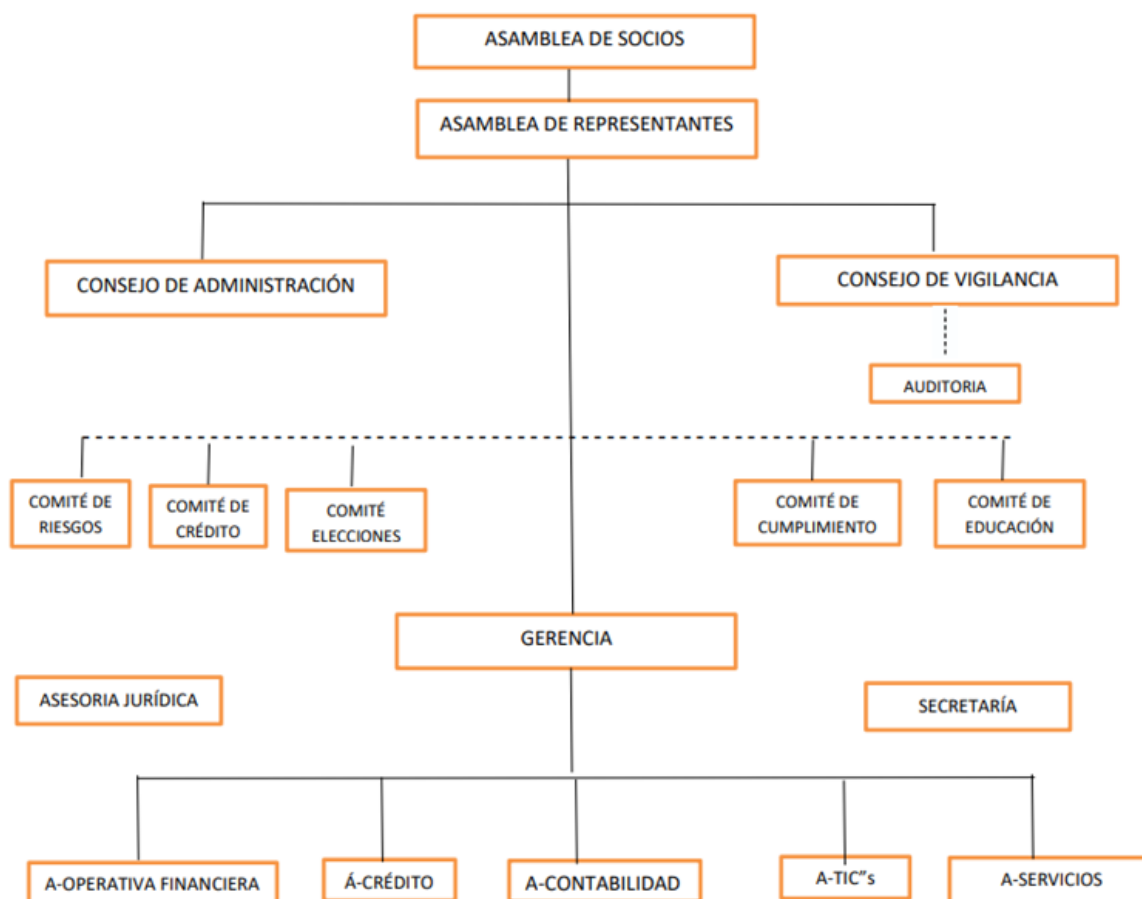 ASAMBLEA DE SOCIOS
ASAMBLEA DE REPRESENTANTES
CONSEJO DE ADMINISTRACIÓN
CONSEJO DE VIGILANCIA
AUDITORIA
COMITÉ DE
RIESGOS
COMITÉ DE
CRÉDITO
COMITÉ
ELECCIONES
COMITÉ DE
CUMPLIMIENTO
COMITÉ DE
EDUCACIÓN
GERENCIA
ASESORIA JURÍDICA
SECRETARÍA
A-OPERATIVA FINANCIERA
Á-CRÉDITO
A-CONTABILIDAD
A-TIC”s
A-SERVICIOS